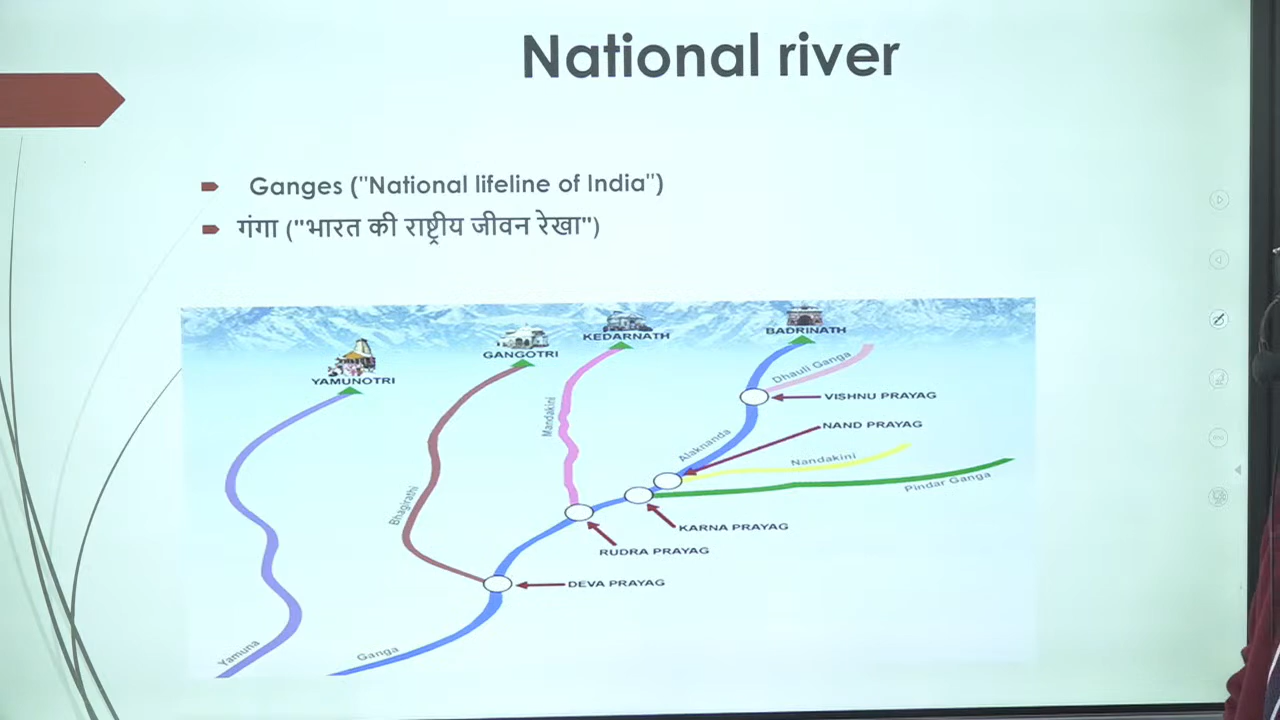 National river
Ganges ("National lifeline of India")
गंगा ("भारत की राष्ट्रीय जीवन रेखा")
BADRINATH
KEDARNATH
GANGOTRI
YAMUNOTRI
Dhauli Ganga
VISHNU PRAYAG
Mandakini
Alaknanda
NAND PRAYAG
Nandakini
Pindar Ganga
Bhagirathi
KARNA PRAYAG
RUDRA PRAYAG
DEVA PRAYAG
Yamuna
Ganga